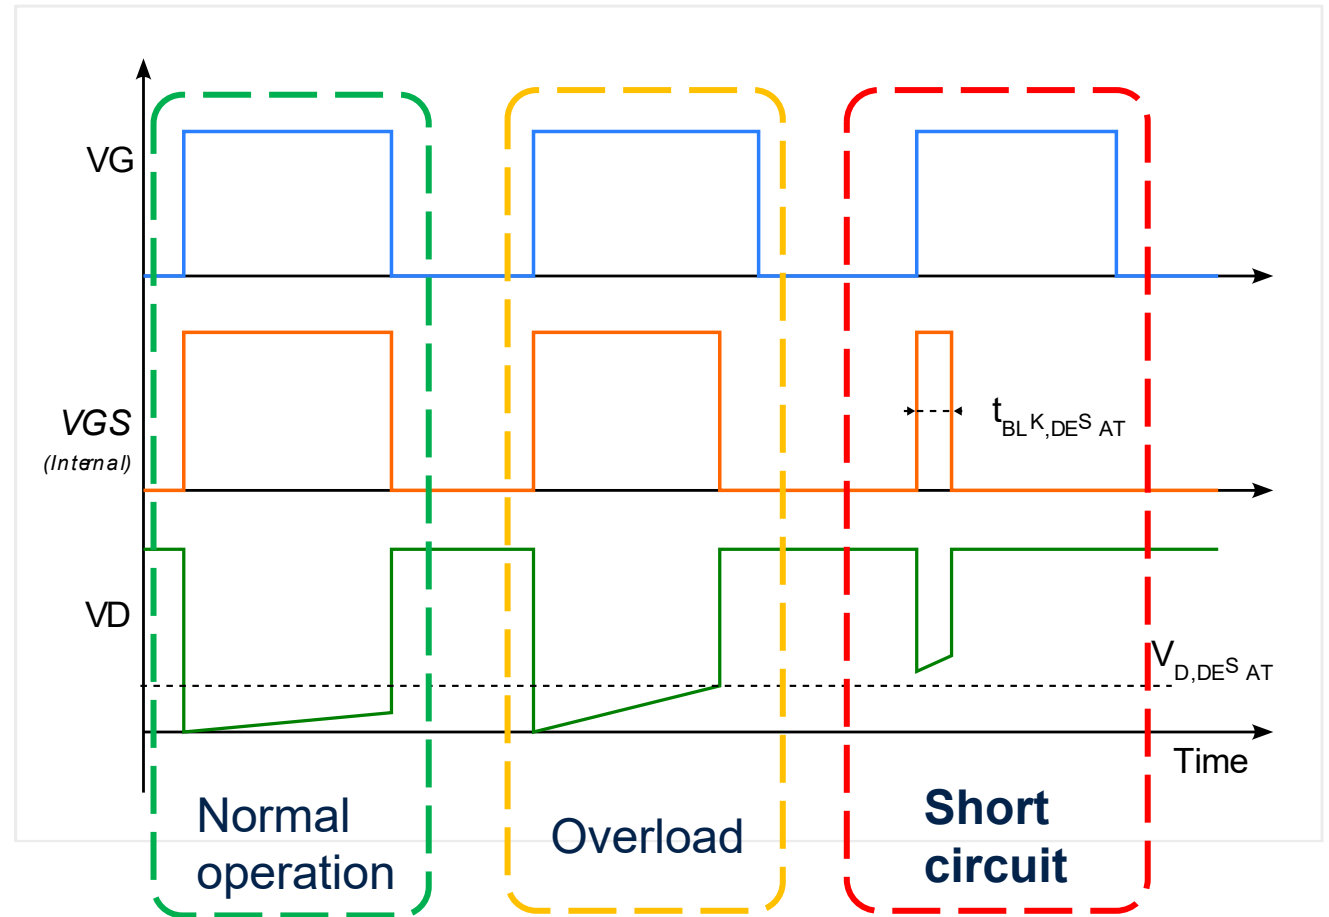 VG
VGS
(Internal)
tBLK,DESAT
VD
VD,DESAT
Time
Normal
operation
Overload
Short
circuit